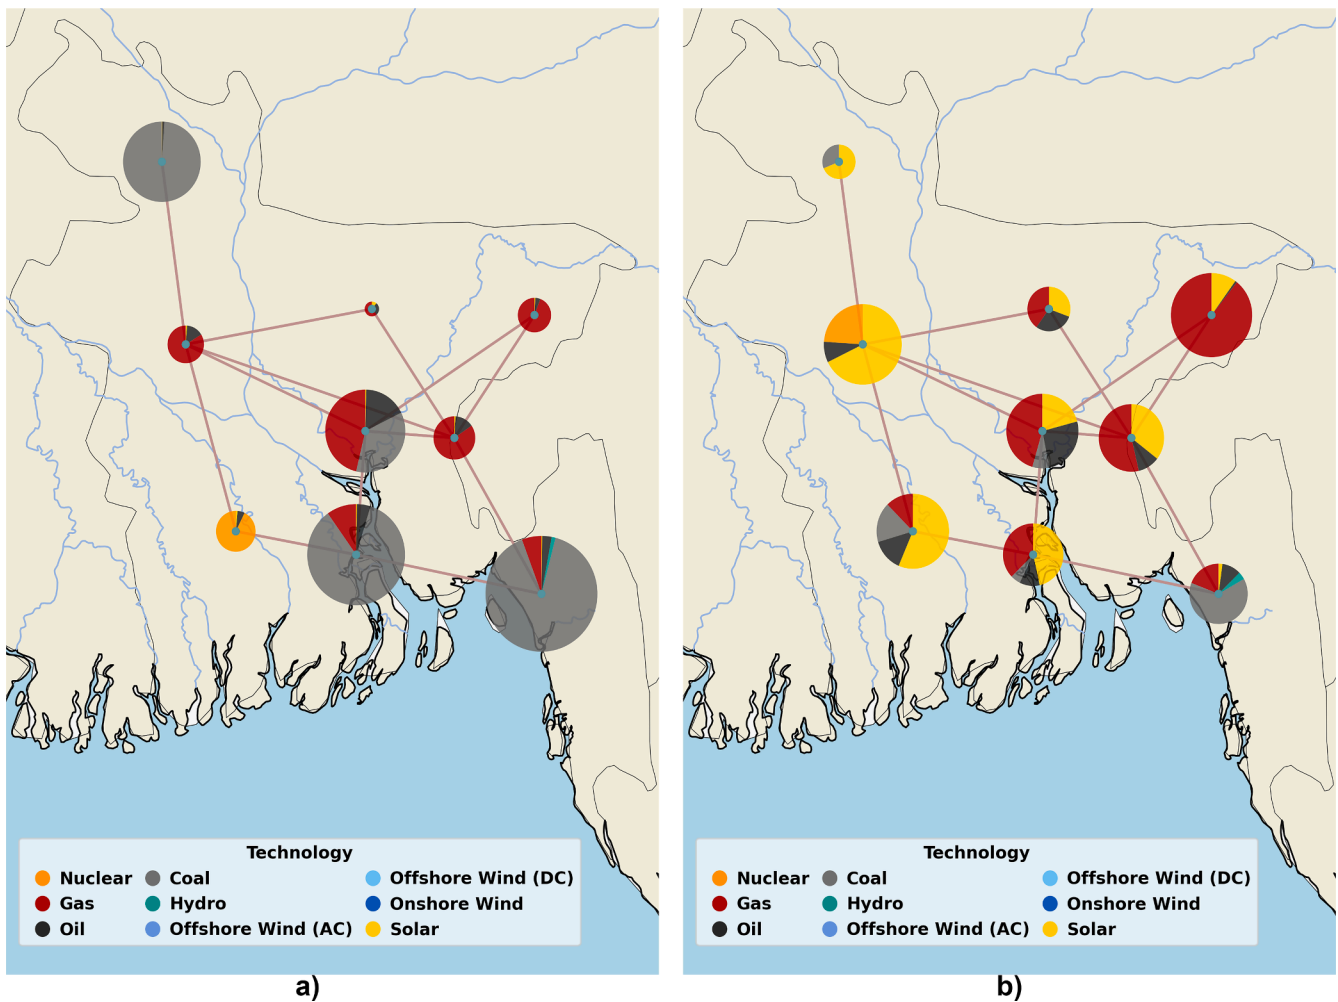 Technology
Nuclear Coal Offshore Wind (DC)
Gas Hydro Onshore Wind
Oil Offshore Wind (AC) Solar
a)
Technology
Nuclear Coal Offshore Wind (DC)
Gas Hydro Onshore Wind
Oil Offshore Wind (AC) Solar
b)